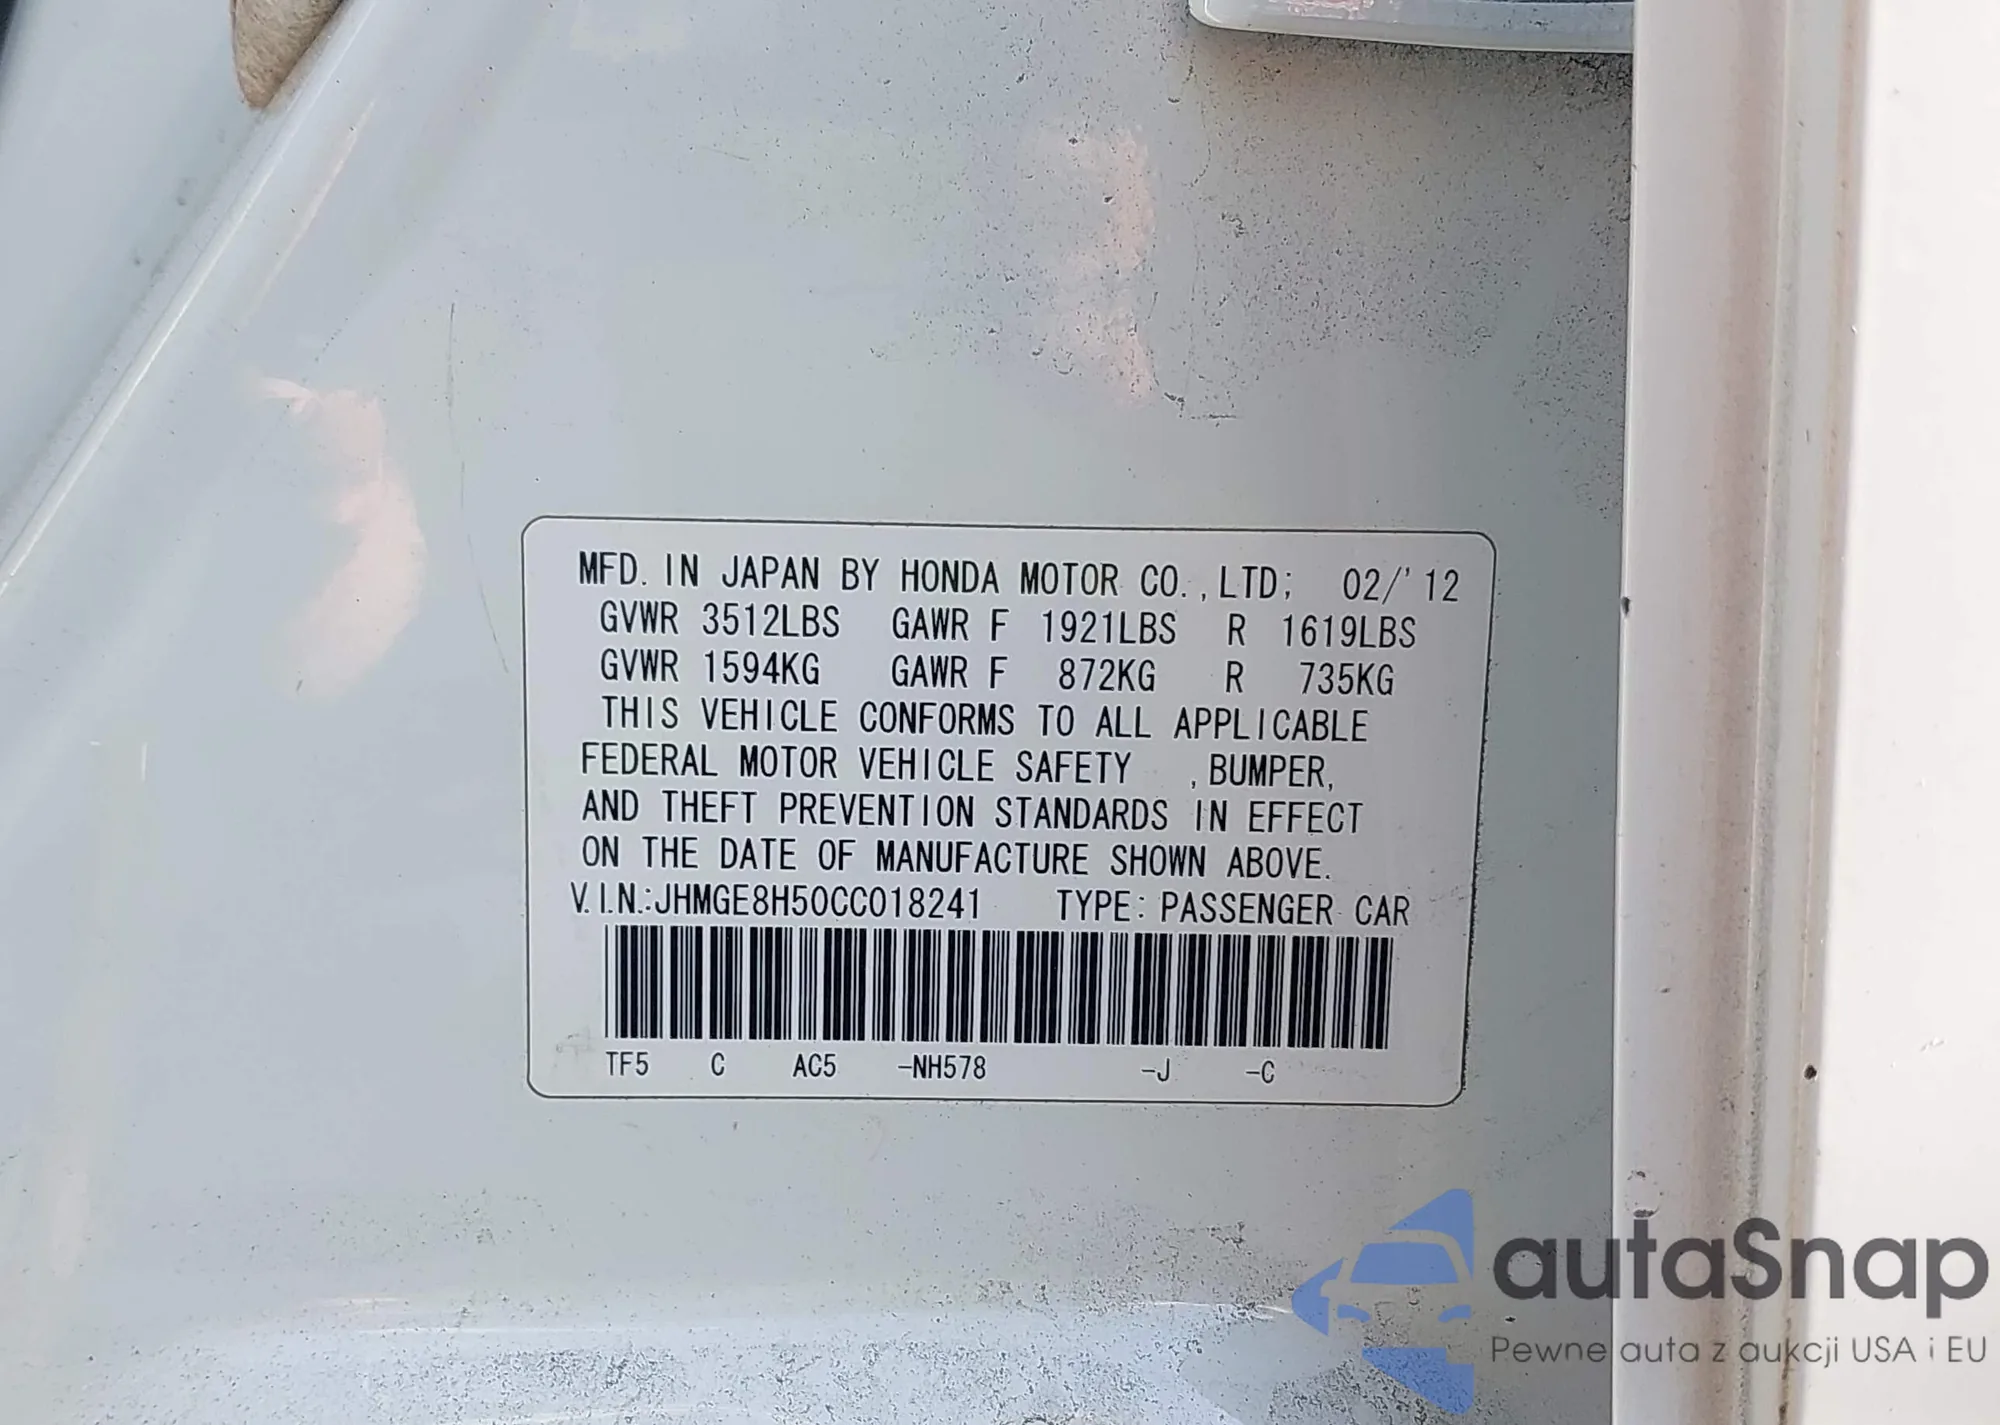 MFD. IN JAPAN BY HONDA MOTOR CO.,LTD; 02/'12
GVWR 3512LBS GAWR F 1921LBS R 1619LBS
GVWR 1594KG GAWR F 872KG R 735KG
THIS VEHICLE CONFORMS TO ALL APPLICABLE
FEDERAL MOTOR VEHICLE SAFETY , BUMPER,
AND THEFT PREVENTION STANDARDS IN EFFECT
ON THE DATE OF MANUFACTURE SHOWN ABOVE.
V.I.N.:JHMGE8H50CC018241 TYPE: PASSENGER CAR
TF5 C AC5 -NH578 -J -C
autaSnap
Pewne auta z aukcji USA i EU